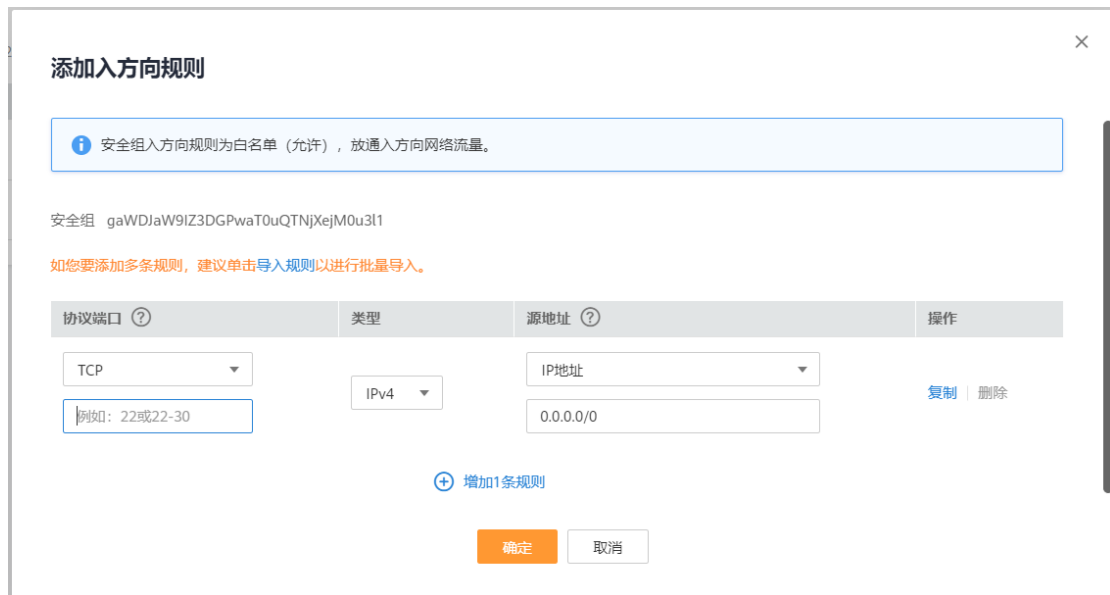 添加入方向规则
安全组入方向规则为白名单（允许），放通入方向网络流量。
安全组 gaWDJaW9IZ3DGPwaT0uQTNjXejM0u3l1
如您要添加多条规则，建议单击导入规则以进行批量导入。
协议端口 类型 源地址 操作
TCP IPv4 IP地址 复制 删除
例如：22或22-30 0.0.0.0/0
增加1条规则
确定 取消